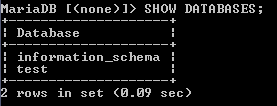 MariaDB [(none)]> SHOW DATABASES;
+--------------------+
| Database           |
+--------------------+
| information_schema |
| test               |
+--------------------+
2 rows in set (0.09 sec)